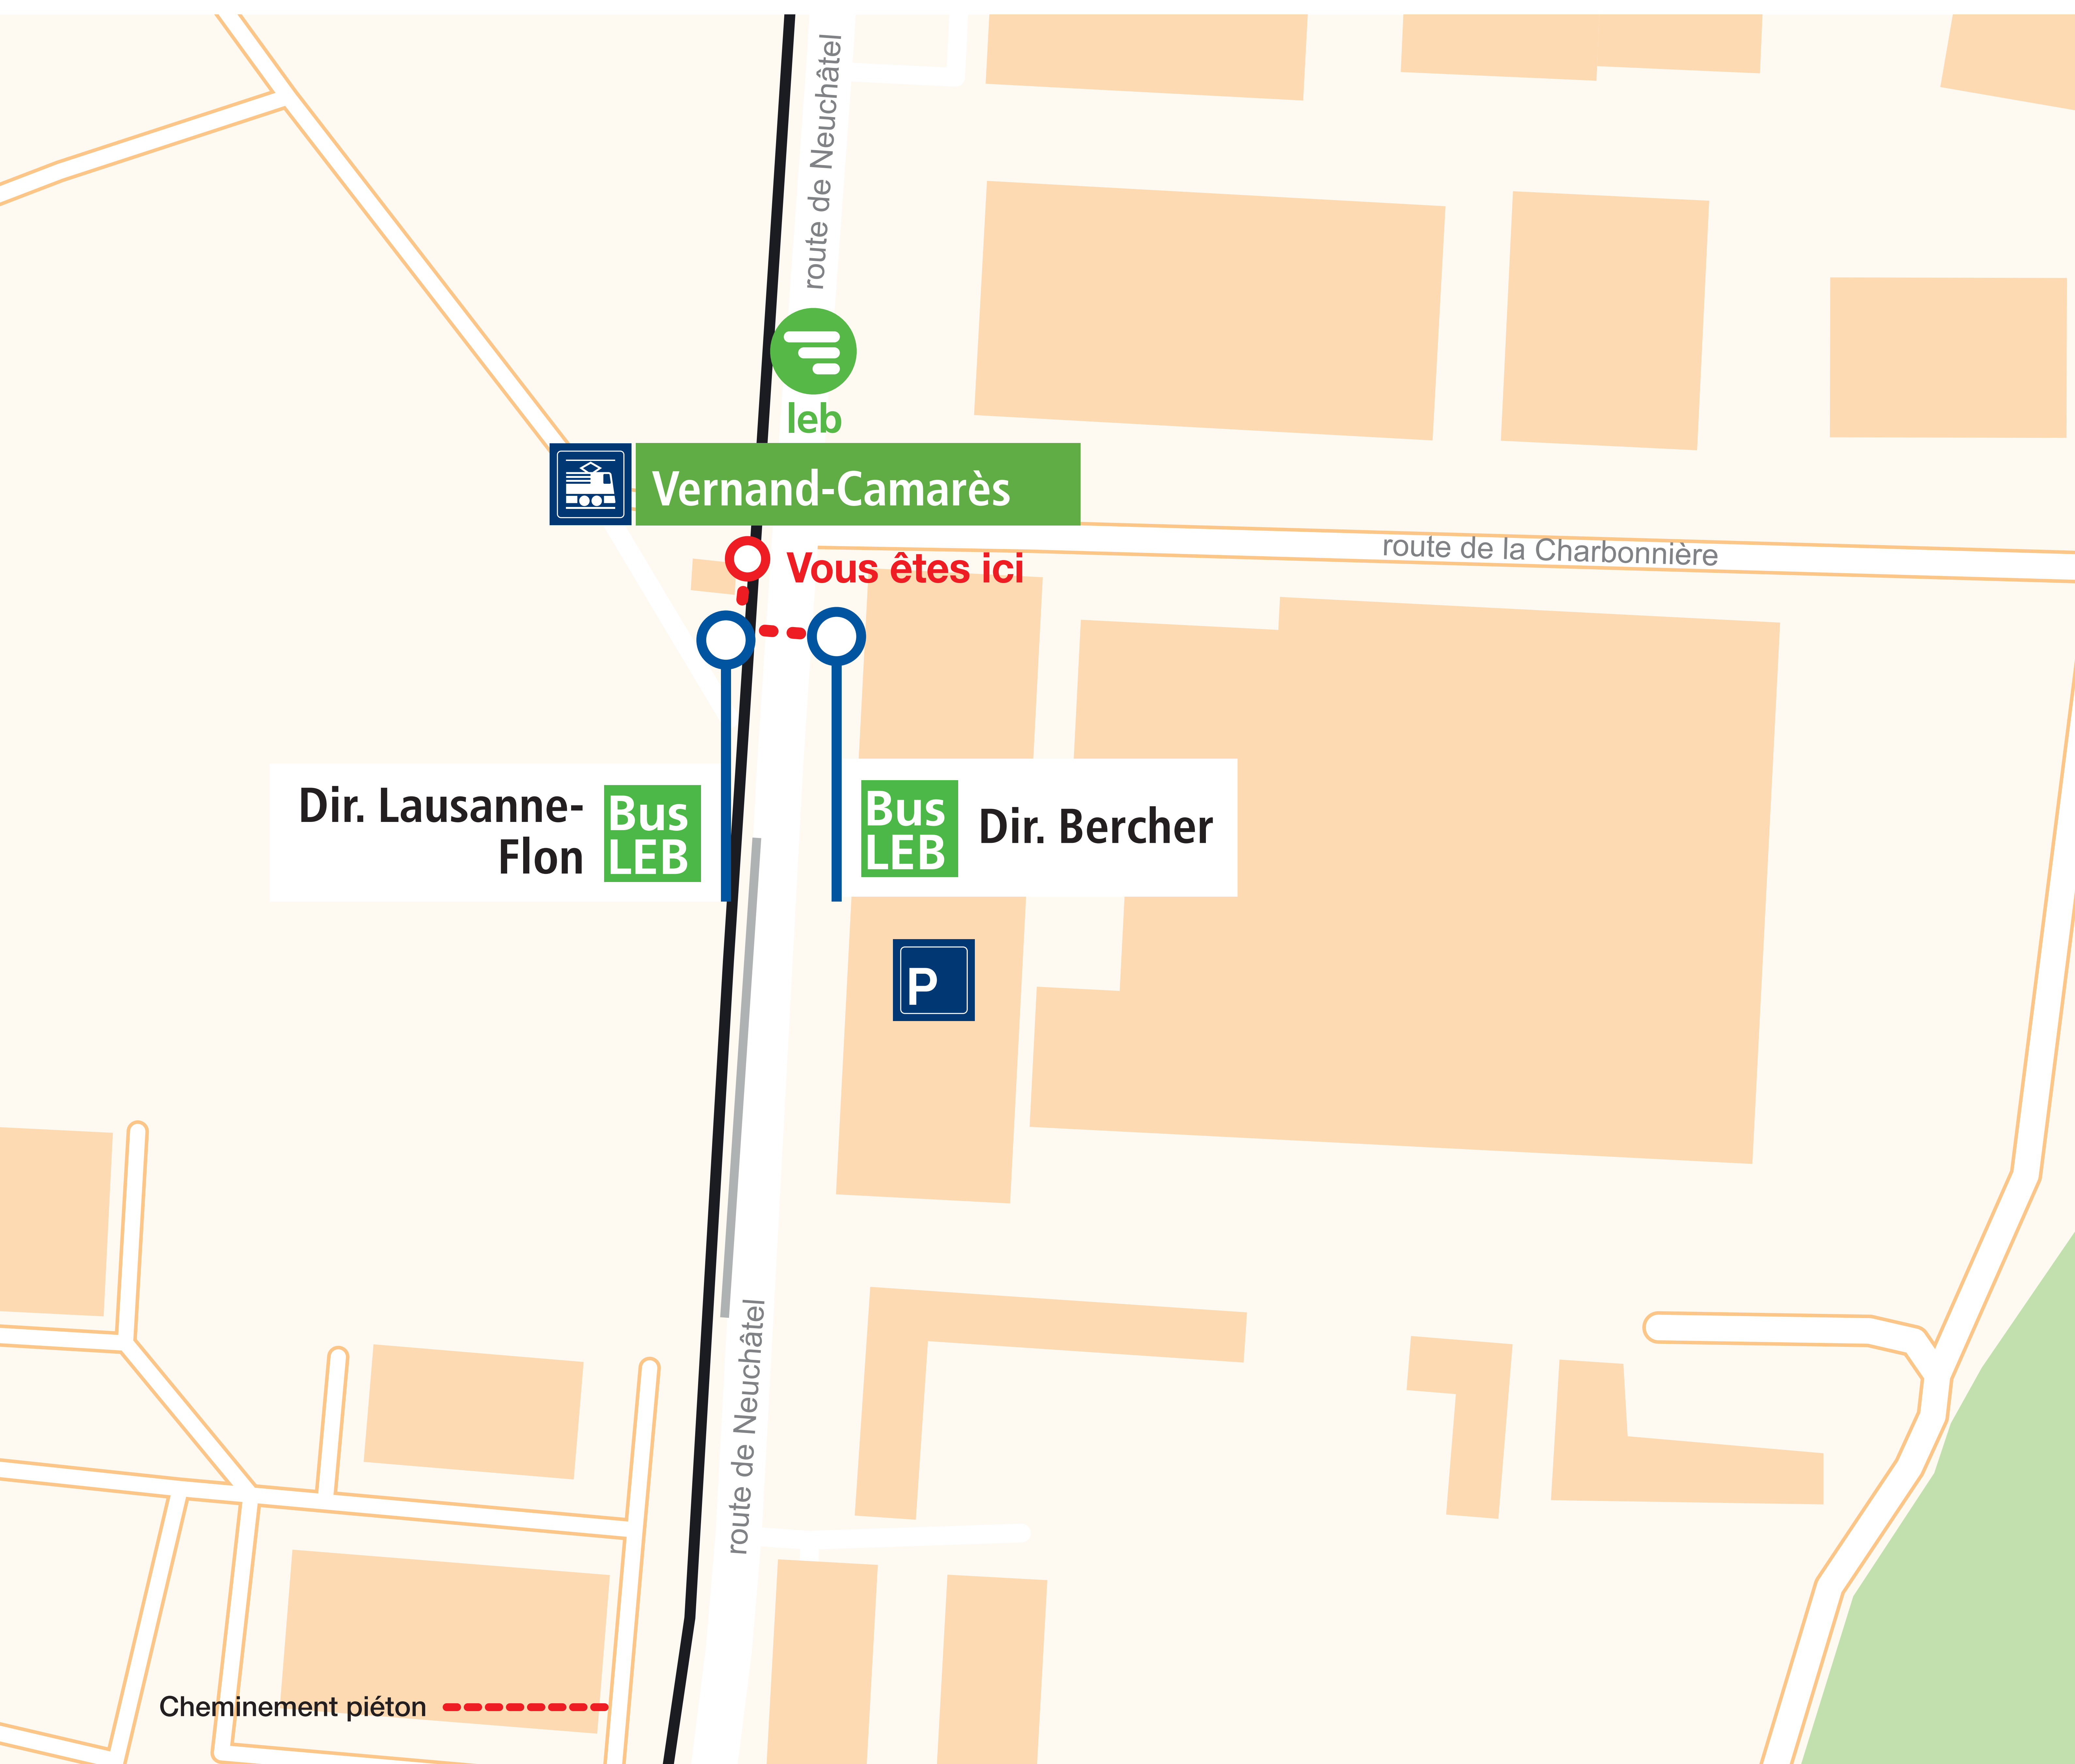 route de Neuchâtel
leb
Vernand-Camarès
route de la Charbonnière
Vous êtes ici
Dir. Lausanne-
Flon
Bus
LEB
Bus
LEB
Dir. Bercher
P
route de Neuchâtel
Cheminement piéton